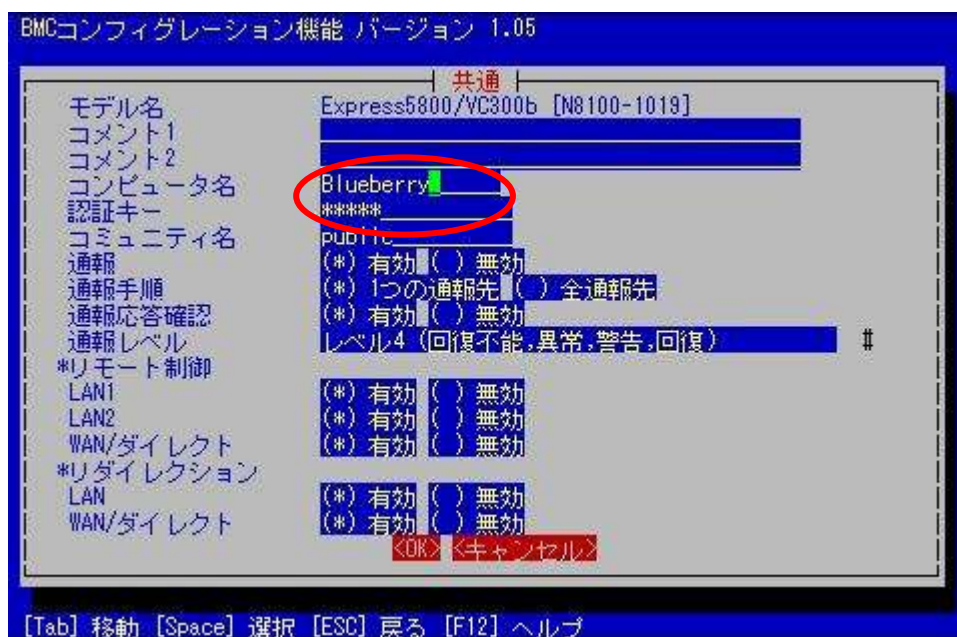 BMCコンフィグレーション機能 バージョン 1.05
共通
モデル名 Express5800/VC300b [N8100-1019]
コメント1
コメント2
コンピュータ名 Blueberry
認証キー *****
コミュニティ名 public
通報 (*) 有効 ( ) 無効
通報手順 (*) 1つの通報先 ( ) 全通報先
通報応答確認 (*) 有効 ( ) 無効
通報レベル レベル4 (回復不能,異常,警告,回復) #
*リモート制御
LAN1 (*) 有効 ( ) 無効
LAN2 (*) 有効 ( ) 無効
WAN/ダイレクト (*) 有効 ( ) 無効
*リダイレクション
LAN (*) 有効 ( ) 無効
WAN/ダイレクト (*) 有効 ( ) 無効
<OK> <キャンセル>
[Tab] 移動 [Space] 選択 [ESC] 戻る [F12] ヘルプ